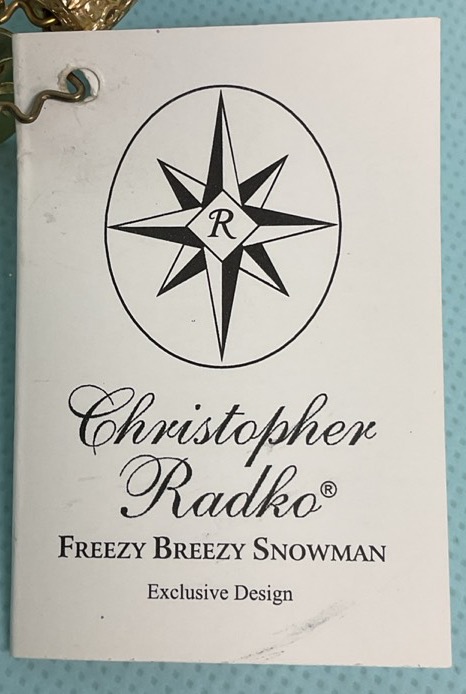 R
Christopher
Radko®
FREEZY BREEZY SNOWMAN
Exclusive Design